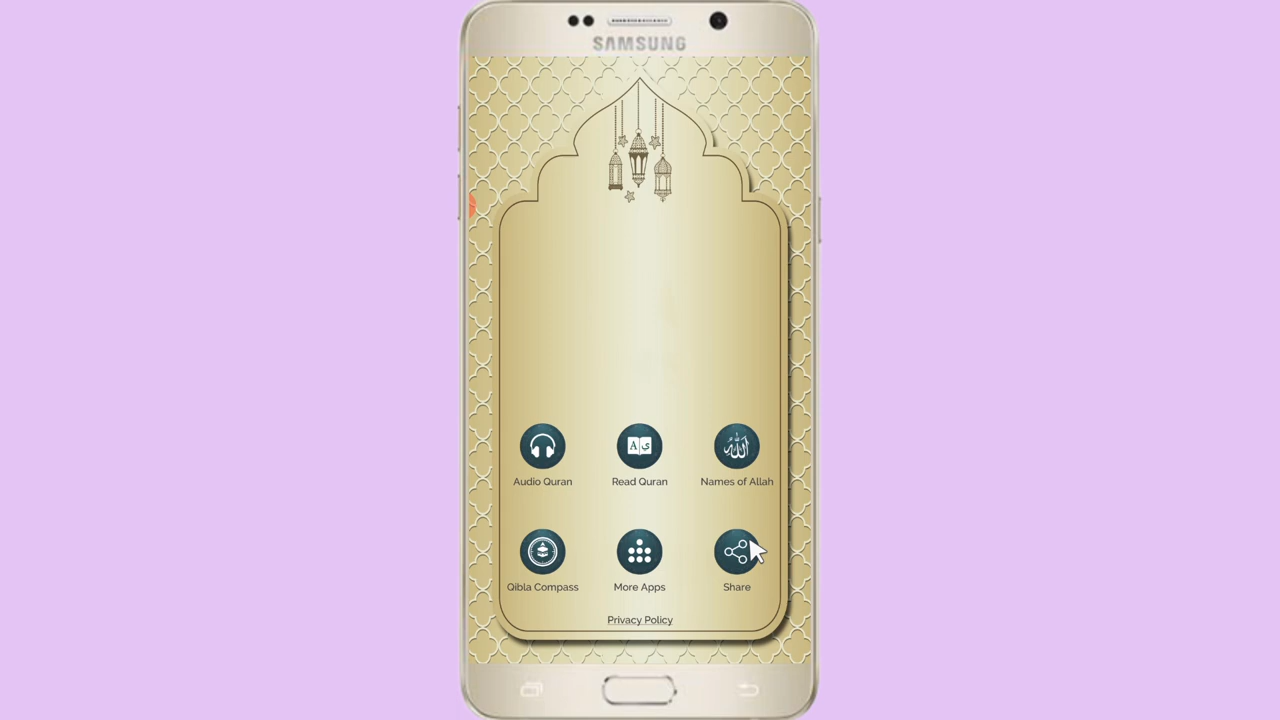 SAMSUNG
Audio Quran
Read Quran
Names of Allah
Qibla Compass
More Apps
Share
Privacy Policy